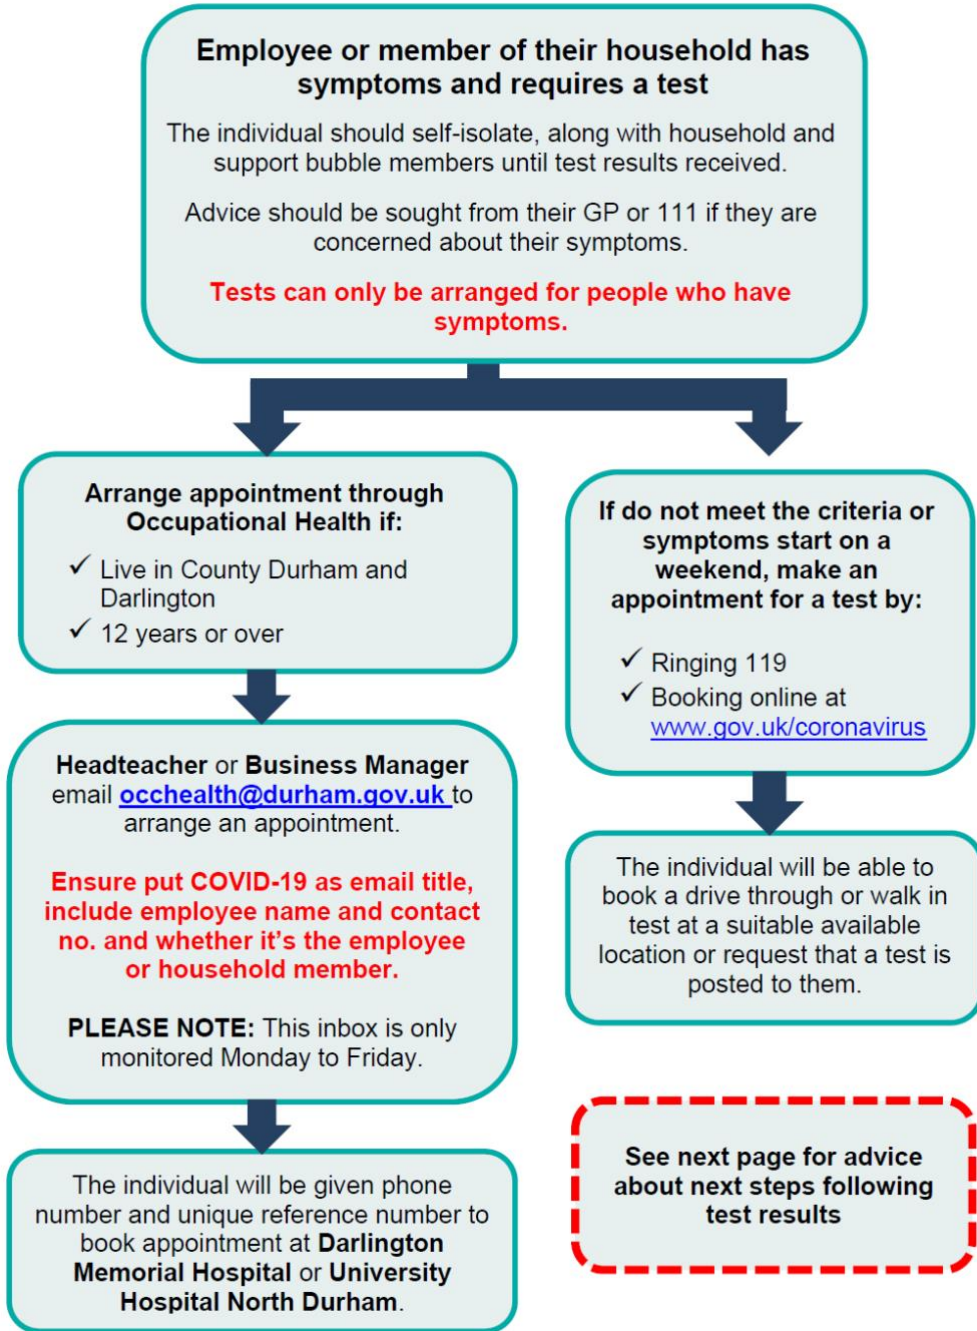 Employee or member of their household has
symptoms and requires a test
The individual should self-isolate, along with household and
support bubble members until test results received.
Advice should be sought from their GP or 111 if they are
concerned about their symptoms.
Tests can only be arranged for people who have
symptoms.
Arrange appointment through
Occupational Health if:
✓ Live in County Durham and
Darlington
✓ 12 years or over
Headteacher or Business Manager
email occhealth@durham.gov.uk to
arrange an appointment.
Ensure put COVID-19 as email title,
include employee name and contact
no. and whether it's the employee
or household member.
PLEASE NOTE: This inbox is only
monitored Monday to Friday.
The individual will be given phone
number and unique reference number to
book appointment at Darlington
Memorial Hospital or University
Hospital North Durham.
If do not meet the criteria or
symptoms start on a
weekend, make an
appointment for a test by:
✓ Ringing 119
✓ Booking online at
www.gov.uk/coronavirus
The individual will be able to
book a drive through or walk in
test at a suitable available
location or request that a test is
posted to them.
See next page for advice
about next steps following
test results